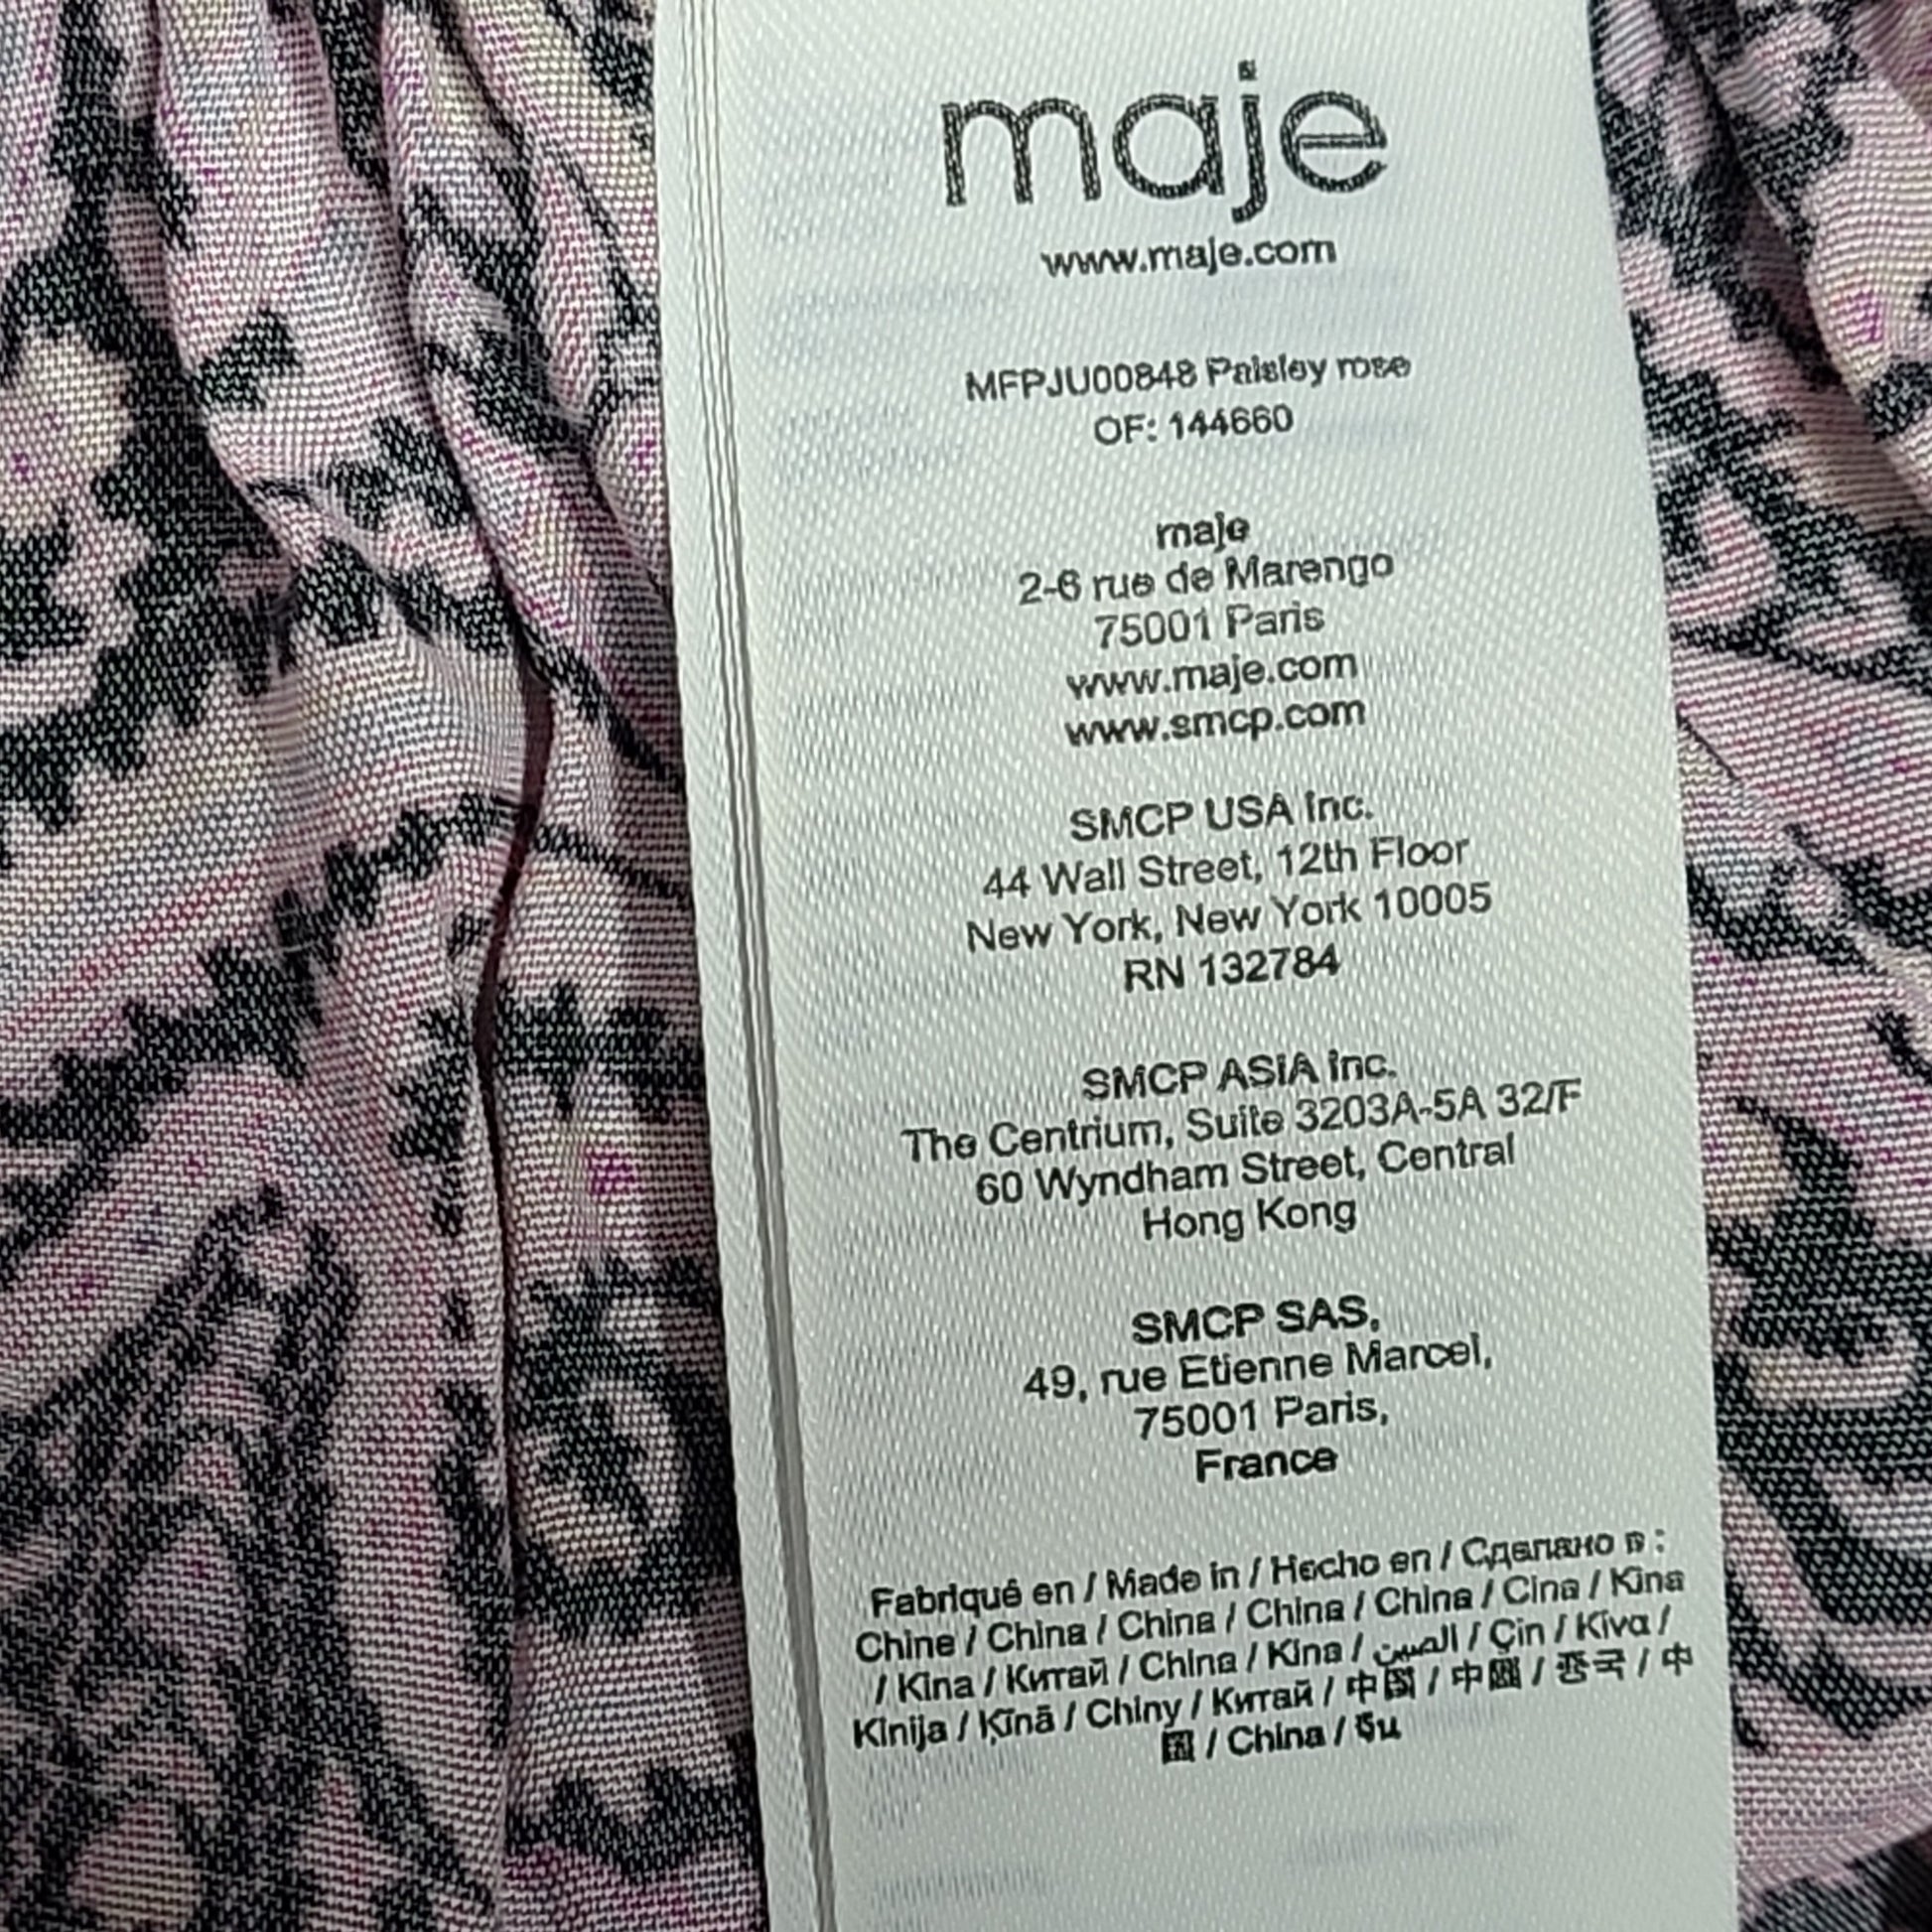 maje
www.maje.com
MFPJU00848 Paisley rose
OF: 144660
maje
2-6 rue de Marengo
75001 Paris
www.maje.com
www.smcp.com
SMCP USA Inc.
44 Wall Street, 12th Floor
New York, New York 10005
RN 132784
SMCP ASIA Inc.
The Centrium, Suite 3203A-5A 32/F
60 Wyndham Street, Central
Hong Kong
SMCP SAS,
49, rue Etienne Marcel,
75001 Paris,
France
Fabriqué en / Made in / Hecho en / Сделано в :
Chine / China / China / China / China / Cina / Kina
/ Kina / Китай / China / Kina / الصين / Çin / Κίνα /
Kinija / Ķīnā / Chiny / Китай / 中国 / 中國 / 중국 / 中
国 / China / จีน